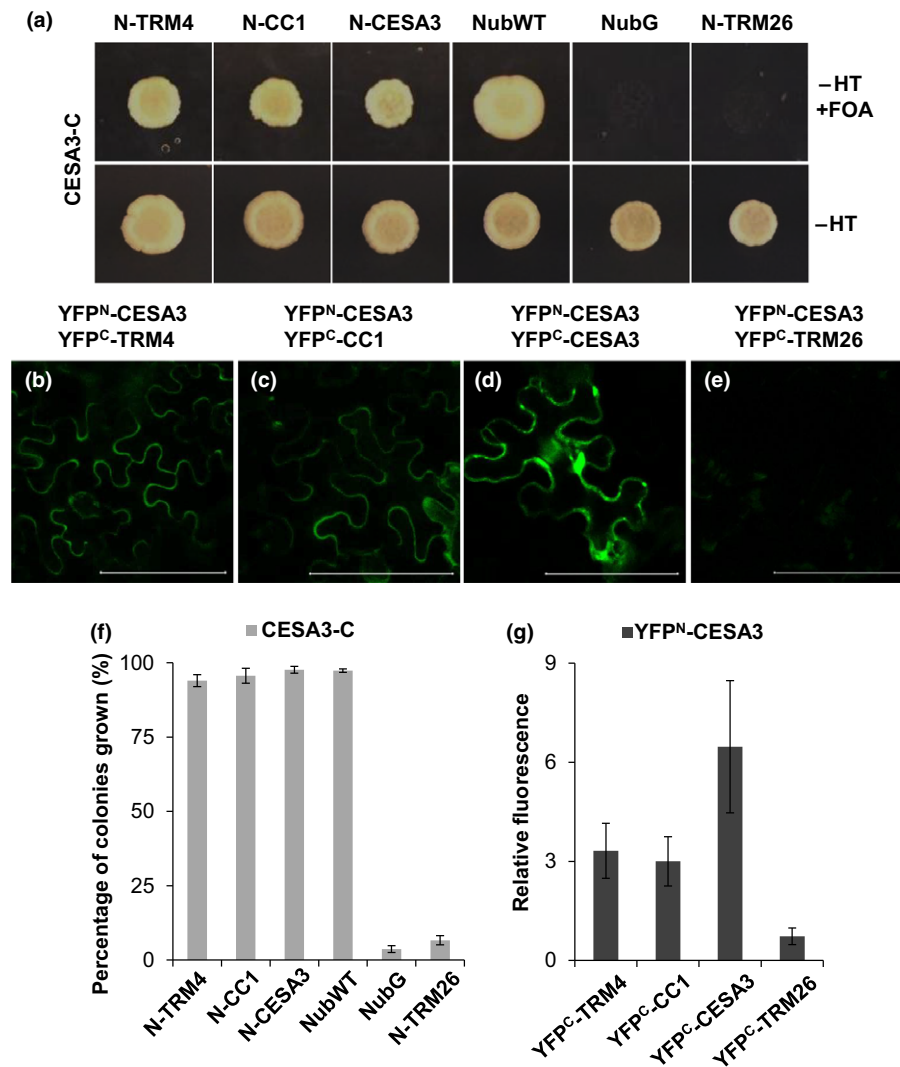 (a) N-TRM4 N-CC1 N-CESA3 NubWT NubG N-TRM26
CESA3-C
–HT
+FOA
–HT
YFPᴺ-CESA3 YFPᴺ-CESA3 YFPᴺ-CESA3 YFPᴺ-CESA3
YFPᶜ-TRM4 YFPᶜ-CC1 YFPᶜ-CESA3 YFPᶜ-TRM26
(b) (c) (d) (e)
(f) CESA3-C
Percentage of colonies grown (%)
100
75
50
25
0
N-TRM4 N-CC1 N-CESA3 NubWT NubG N-TRM26
(g) YFPᴺ-CESA3
Relative fluorescence
9
6
3
0
YFPᶜ-TRM4 YFPᶜ-CC1 YFPᶜ-CESA3 YFPᶜ-TRM26